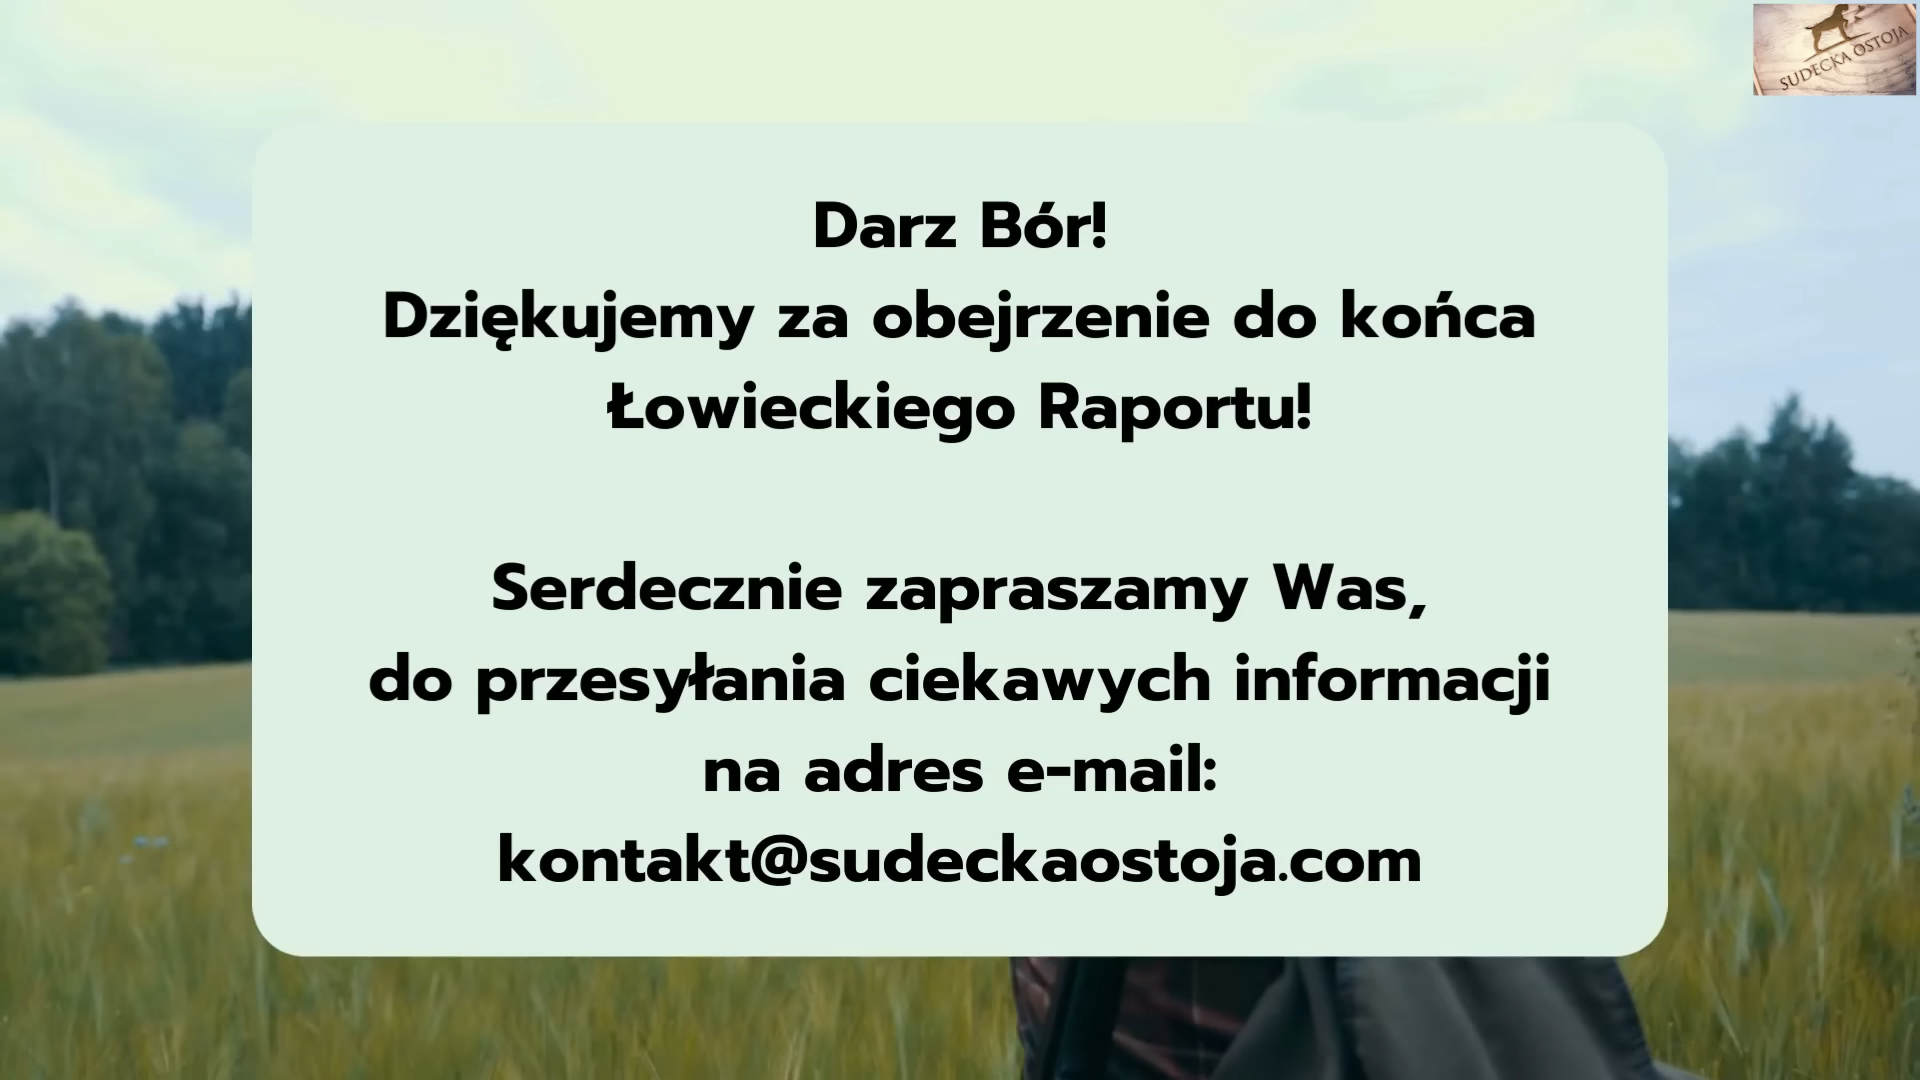 SUDECKA OSTOJA
Darz Bór!
Dziękujemy za obejrzenie do końca
Łowieckiego Raportu!
Serdecznie zapraszamy Was,
do przesyłania ciekawych informacji
na adres e-mail:
kontakt@sudeckaostoja.com